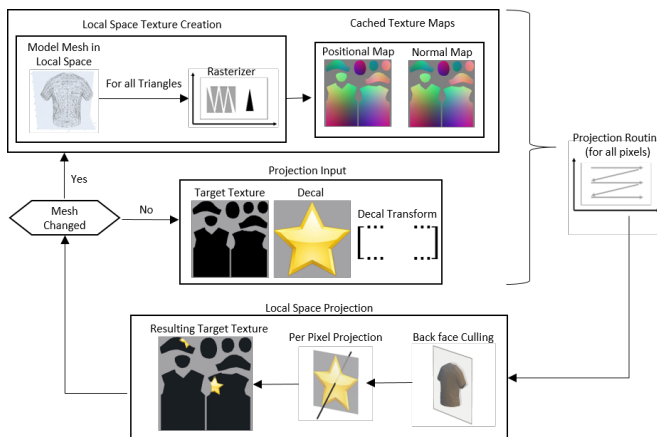 Local Space Texture Creation
Cached Texture Maps
Model Mesh in
Local Space
For all Triangles
Rasterizer
Positional Map
Normal Map
Projection Routin
(for all pixels)
Yes
Mesh
Changed
No
Projection Input
Target Texture
Decal
Decal Transform
Local Space Projection
Resulting Target Texture
Per Pixel Projection
Back face Culling